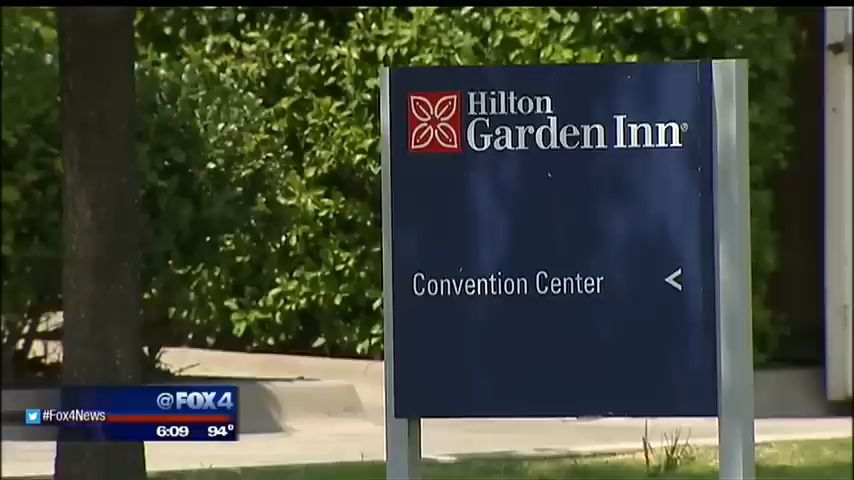 Hilton
Garden Inn®
Convention Center <
@FOX4
#Fox4News
6:09 94°